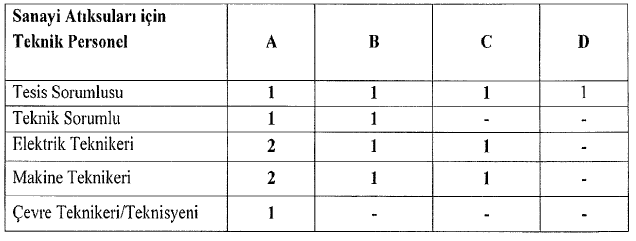 Sanayi Atıksuları için
Teknik Personel A B C D
Tesis Sorumlusu 1 1 1 1
Teknik Sorumlu 1 1 - -
Elektrik Teknikeri 2 1 1 -
Makine Teknikeri 2 1 1 -
Çevre Teknikeri/Teknisyeni 1 - - -